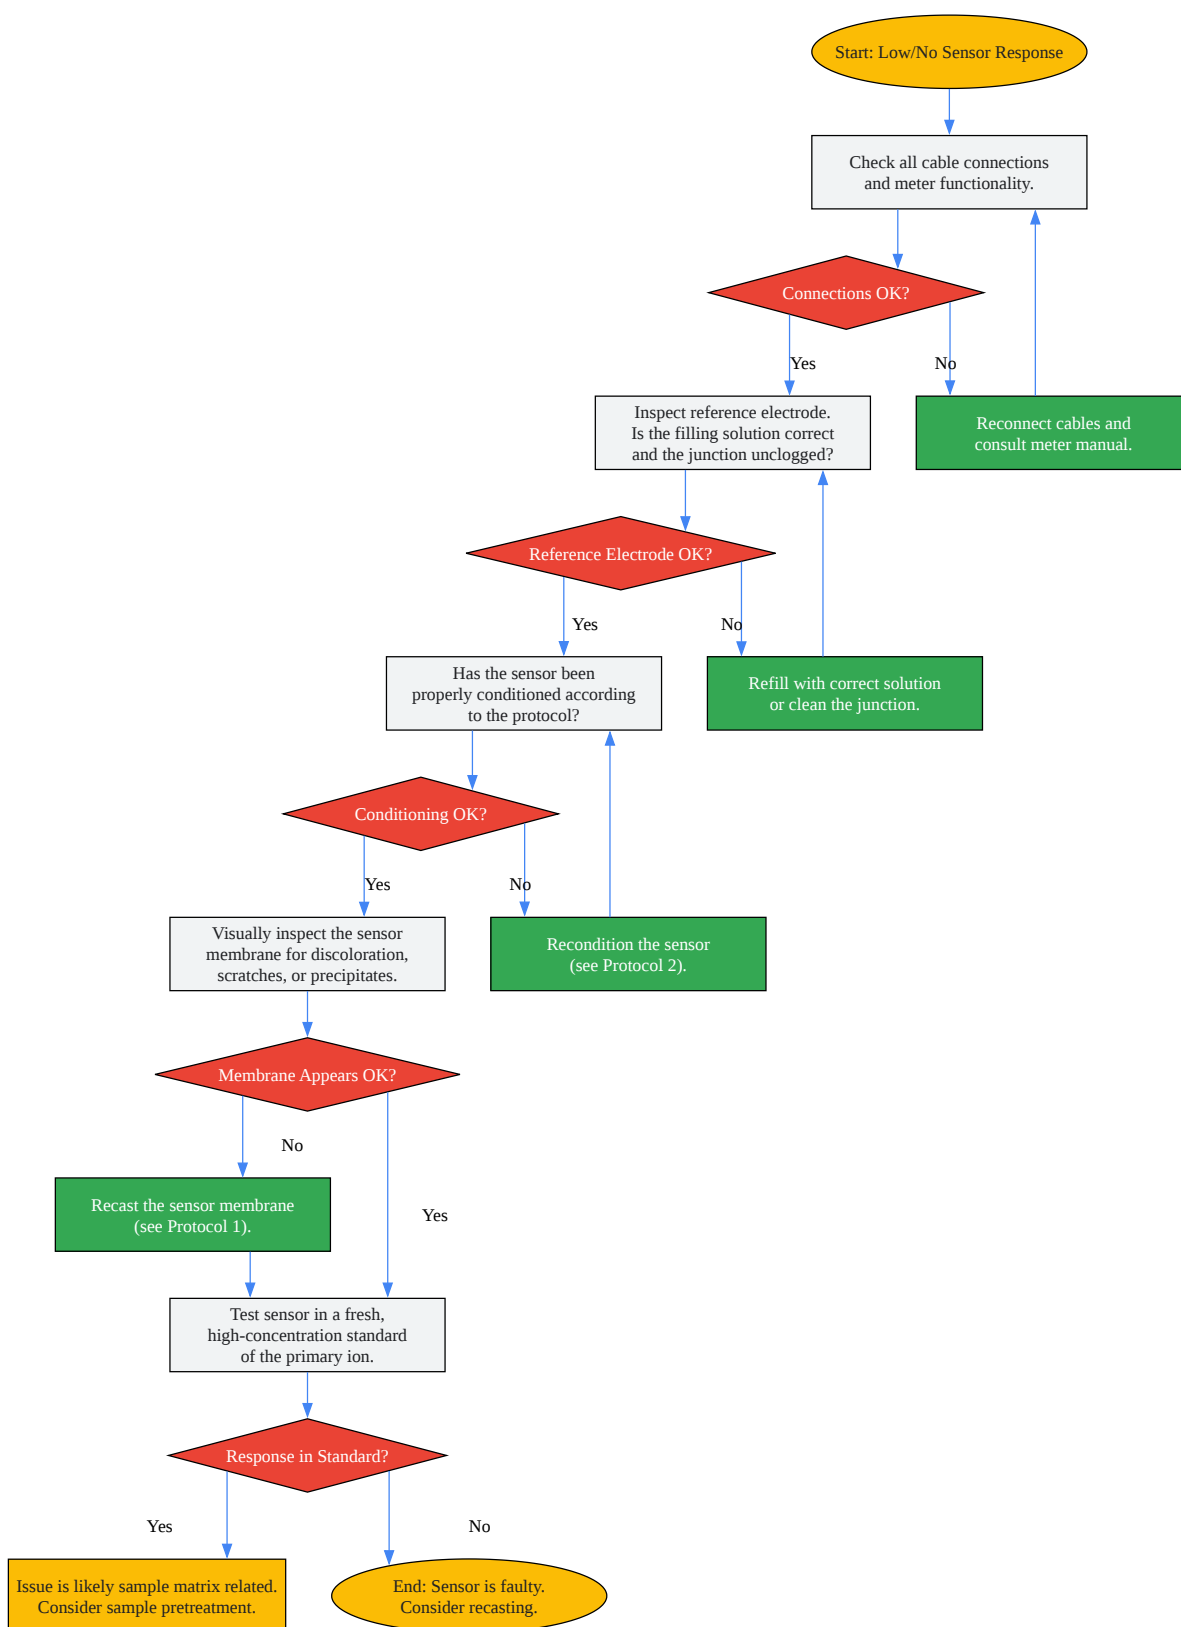 Start: Low/No Sensor Response
Check all cable connections
and meter functionality.
Connections OK?
Yes
No
Inspect reference electrode.
Is the filling solution correct
and the junction unclogged?
Reconnect cables and
consult meter manual.
Reference Electrode OK?
Yes
No
Has the sensor been
properly conditioned according
to the protocol?
Refill with correct solution
or clean the junction.
Conditioning OK?
Yes
No
Visually inspect the sensor
membrane for discoloration,
scratches, or precipitates.
Recondition the sensor
(see Protocol 2).
Membrane Appears OK?
No
Recast the sensor membrane
(see Protocol 1).
Yes
Test sensor in a fresh,
high-concentration standard
of the primary ion.
Response in Standard?
Yes
No
Issue is likely sample matrix related.
Consider sample pretreatment.
End: Sensor is faulty.
Consider recasting.